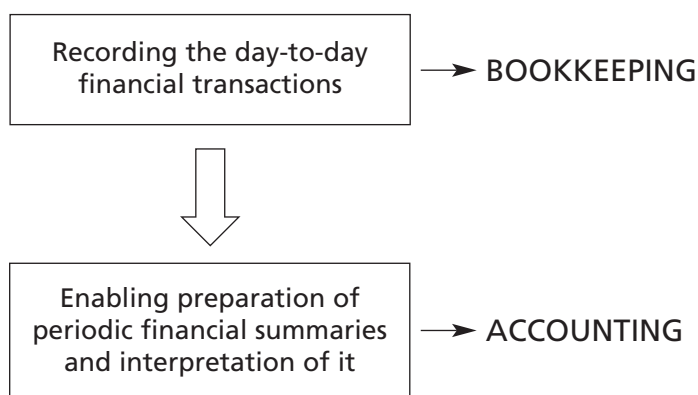 Recording the day-to-day
financial transactions
BOOKKEEPING
Enabling preparation of
periodic financial summaries
and interpretation of it
ACCOUNTING